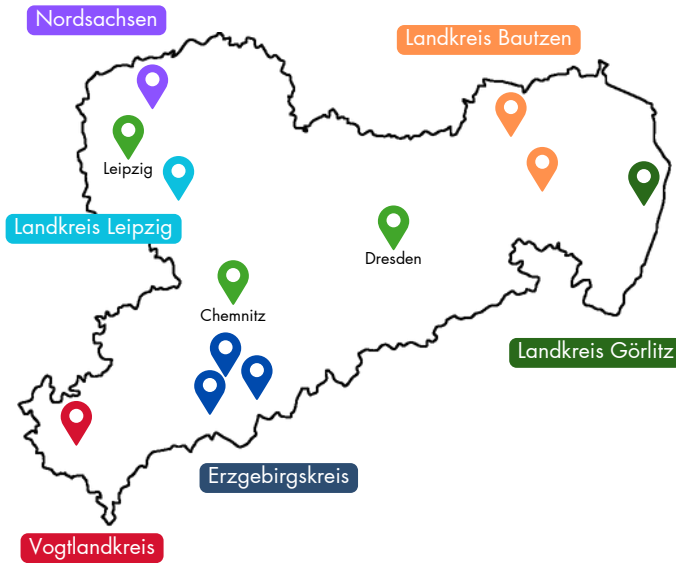 Nordsachsen
Landkreis Bautzen
Leipzig
Landkreis Leipzig
Dresden
Chemnitz
Landkreis Görlitz
Erzgebirgskreis
Vogtlandkreis